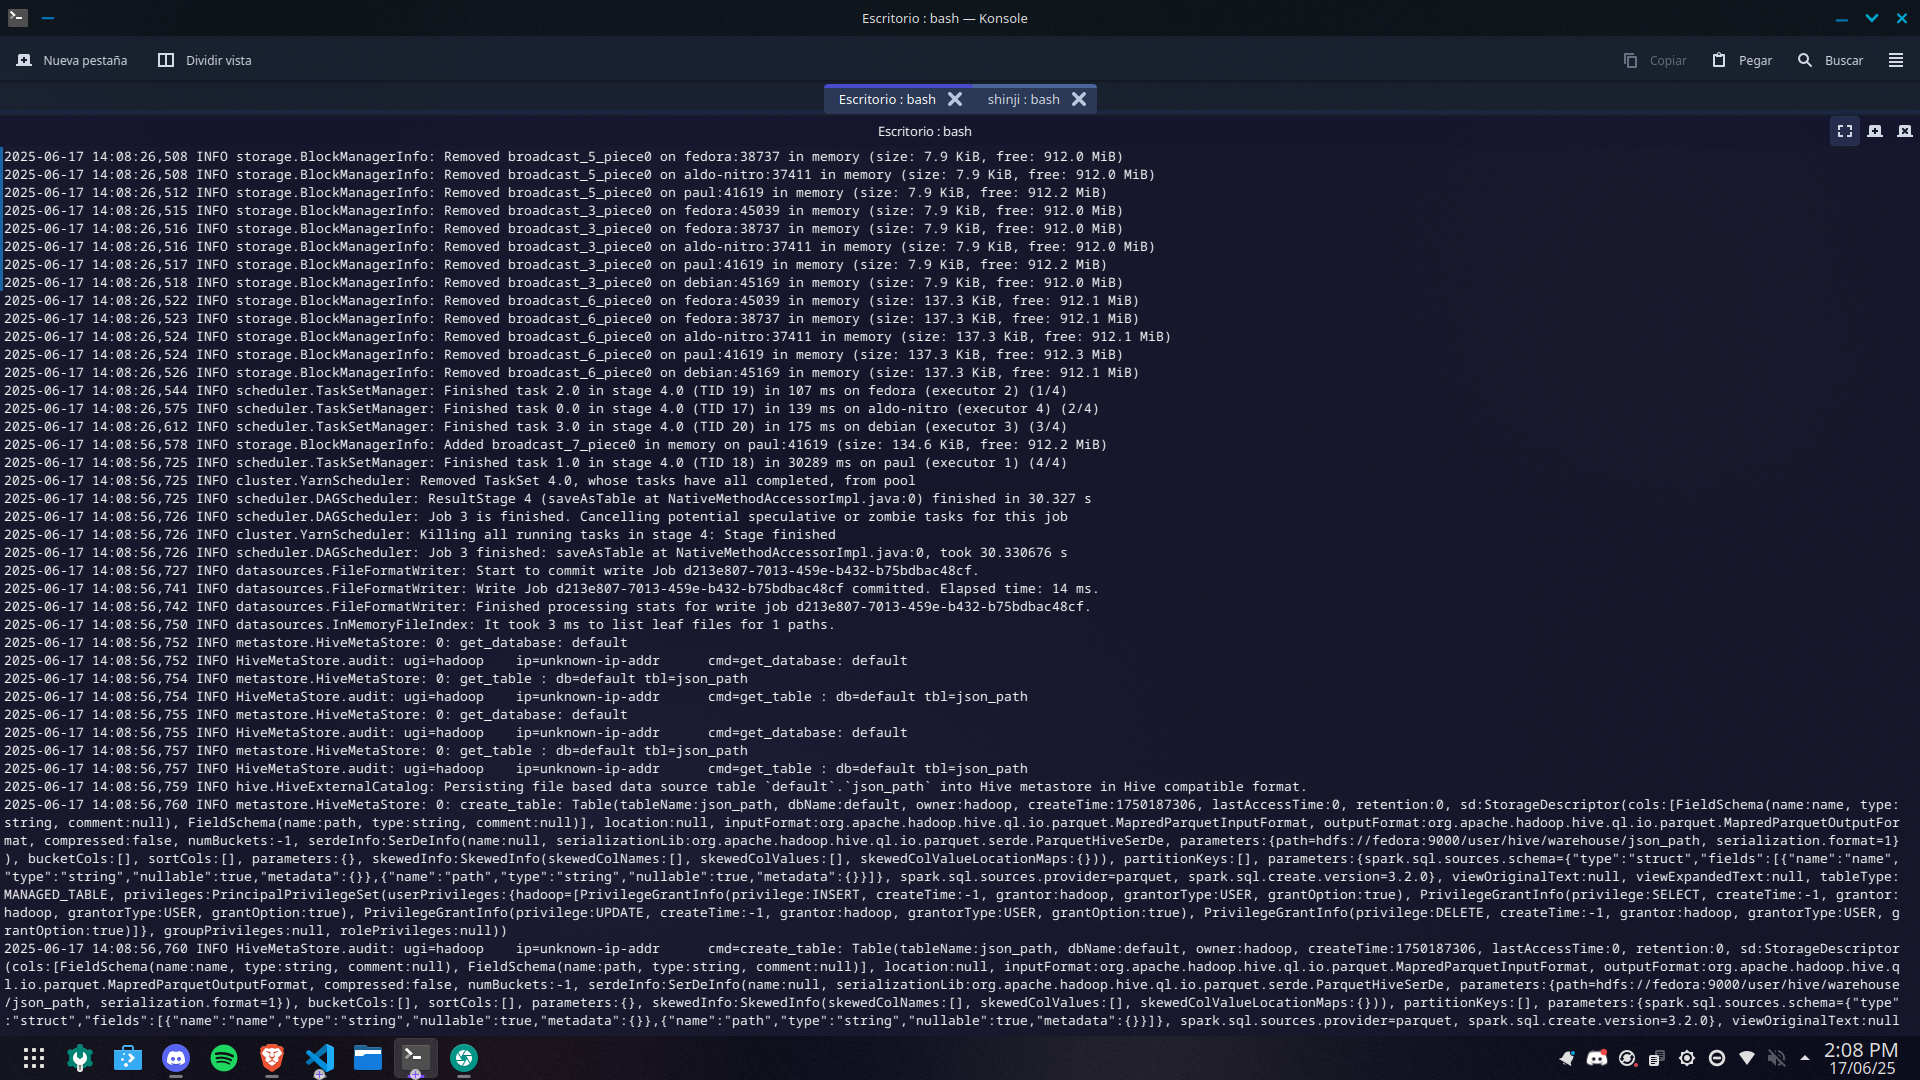 Escritorio : bash — Konsole
Nueva pestaña
Dividir vista
Copiar
Pegar
Buscar
Escritorio : bash
shinji : bash
Escritorio : bash
2025-06-17 14:08:26,508 INFO storage.BlockManagerInfo: Removed broadcast_5_piece0 on fedora:38737 in memory (size: 7.9 KiB, free: 912.0 MiB)
2025-06-17 14:08:26,508 INFO storage.BlockManagerInfo: Removed broadcast_5_piece0 on aldo-nitro:37411 in memory (size: 7.9 KiB, free: 912.0 MiB)
2025-06-17 14:08:26,512 INFO storage.BlockManagerInfo: Removed broadcast_5_piece0 on paul:41619 in memory (size: 7.9 KiB, free: 912.2 MiB)
2025-06-17 14:08:26,515 INFO storage.BlockManagerInfo: Removed broadcast_3_piece0 on fedora:45039 in memory (size: 7.9 KiB, free: 912.0 MiB)
2025-06-17 14:08:26,516 INFO storage.BlockManagerInfo: Removed broadcast_3_piece0 on fedora:38737 in memory (size: 7.9 KiB, free: 912.0 MiB)
2025-06-17 14:08:26,516 INFO storage.BlockManagerInfo: Removed broadcast_3_piece0 on aldo-nitro:37411 in memory (size: 7.9 KiB, free: 912.0 MiB)
2025-06-17 14:08:26,517 INFO storage.BlockManagerInfo: Removed broadcast_3_piece0 on paul:41619 in memory (size: 7.9 KiB, free: 912.2 MiB)
2025-06-17 14:08:26,518 INFO storage.BlockManagerInfo: Removed broadcast_3_piece0 on debian:45169 in memory (size: 7.9 KiB, free: 912.0 MiB)
2025-06-17 14:08:26,522 INFO storage.BlockManagerInfo: Removed broadcast_6_piece0 on fedora:45039 in memory (size: 137.3 KiB, free: 912.1 MiB)
2025-06-17 14:08:26,523 INFO storage.BlockManagerInfo: Removed broadcast_6_piece0 on fedora:38737 in memory (size: 137.3 KiB, free: 912.1 MiB)
2025-06-17 14:08:26,524 INFO storage.BlockManagerInfo: Removed broadcast_6_piece0 on aldo-nitro:37411 in memory (size: 137.3 KiB, free: 912.1 MiB)
2025-06-17 14:08:26,524 INFO storage.BlockManagerInfo: Removed broadcast_6_piece0 on paul:41619 in memory (size: 137.3 KiB, free: 912.3 MiB)
2025-06-17 14:08:26,526 INFO storage.BlockManagerInfo: Removed broadcast_6_piece0 on debian:45169 in memory (size: 137.3 KiB, free: 912.1 MiB)
2025-06-17 14:08:26,544 INFO scheduler.TaskSetManager: Finished task 2.0 in stage 4.0 (TID 19) in 107 ms on fedora (executor 2) (1/4)
2025-06-17 14:08:26,575 INFO scheduler.TaskSetManager: Finished task 0.0 in stage 4.0 (TID 17) in 139 ms on aldo-nitro (executor 4) (2/4)
2025-06-17 14:08:26,612 INFO scheduler.TaskSetManager: Finished task 3.0 in stage 4.0 (TID 20) in 175 ms on debian (executor 3) (3/4)
2025-06-17 14:08:56,578 INFO storage.BlockManagerInfo: Added broadcast_7_piece0 in memory on paul:41619 (size: 134.6 KiB, free: 912.2 MiB)
2025-06-17 14:08:56,725 INFO scheduler.TaskSetManager: Finished task 1.0 in stage 4.0 (TID 18) in 30289 ms on paul (executor 1) (4/4)
2025-06-17 14:08:56,725 INFO cluster.YarnScheduler: Removed TaskSet 4.0, whose tasks have all completed, from pool
2025-06-17 14:08:56,725 INFO scheduler.DAGScheduler: ResultStage 4 (saveAsTable at NativeMethodAccessorImpl.java:0) finished in 30.327 s
2025-06-17 14:08:56,726 INFO scheduler.DAGScheduler: Job 3 is finished. Cancelling potential speculative or zombie tasks for this job
2025-06-17 14:08:56,726 INFO cluster.YarnScheduler: Killing all running tasks in stage 4: Stage finished
2025-06-17 14:08:56,726 INFO scheduler.DAGScheduler: Job 3 finished: saveAsTable at NativeMethodAccessorImpl.java:0, took 30.330676 s
2025-06-17 14:08:56,727 INFO datasources.FileFormatWriter: Start to commit write Job d213e807-7013-459e-b432-b75bdbac48cf.
2025-06-17 14:08:56,741 INFO datasources.FileFormatWriter: Write Job d213e807-7013-459e-b432-b75bdbac48cf committed. Elapsed time: 14 ms.
2025-06-17 14:08:56,742 INFO datasources.FileFormatWriter: Finished processing stats for write job d213e807-7013-459e-b432-b75bdbac48cf.
2025-06-17 14:08:56,750 INFO datasources.InMemoryFileIndex: It took 3 ms to list leaf files for 1 paths.
2025-06-17 14:08:56,752 INFO metastore.HiveMetaStore: 0: get_database: default
2025-06-17 14:08:56,752 INFO HiveMetaStore.audit: ugi=hadoop    ip=unknown-ip-addr      cmd=get_database: default
2025-06-17 14:08:56,754 INFO metastore.HiveMetaStore: 0: get_table : db=default tbl=json_path
2025-06-17 14:08:56,754 INFO HiveMetaStore.audit: ugi=hadoop    ip=unknown-ip-addr      cmd=get_table : db=default tbl=json_path
2025-06-17 14:08:56,755 INFO metastore.HiveMetaStore: 0: get_database: default
2025-06-17 14:08:56,755 INFO HiveMetaStore.audit: ugi=hadoop    ip=unknown-ip-addr      cmd=get_database: default
2025-06-17 14:08:56,757 INFO metastore.HiveMetaStore: 0: get_table : db=default tbl=json_path
2025-06-17 14:08:56,757 INFO HiveMetaStore.audit: ugi=hadoop    ip=unknown-ip-addr      cmd=get_table : db=default tbl=json_path
2025-06-17 14:08:56,759 INFO hive.HiveExternalCatalog: Persisting file based data source table `default`.`json_path` into Hive metastore in Hive compatible format.
2025-06-17 14:08:56,760 INFO metastore.HiveMetaStore: 0: create_table: Table(tableName:json_path, dbName:default, owner:hadoop, createTime:1750187306, lastAccessTime:0, retention:0, sd:StorageDescriptor(cols:[FieldSchema(name:name, type:
string, comment:null), FieldSchema(name:path, type:string, comment:null)], location:null, inputFormat:org.apache.hadoop.hive.ql.io.parquet.MapredParquetInputFormat, outputFormat:org.apache.hadoop.hive.ql.io.parquet.MapredParquetOutputFor
mat, compressed:false, numBuckets:-1, serdeInfo:SerDeInfo(name:null, serializationLib:org.apache.hadoop.hive.ql.io.parquet.serde.ParquetHiveSerDe, parameters:{path=hdfs://fedora:9000/user/hive/warehouse/json_path, serialization.format=1}
), bucketCols:[], sortCols:[], parameters:{}, skewedInfo:SkewedInfo(skewedColNames:[], skewedColValues:[], skewedColValueLocationMaps:{})), partitionKeys:[], parameters:{spark.sql.sources.schema={"type":"struct","fields":[{"name":"name",
"type":"string","nullable":true,"metadata":{}},{"name":"path","type":"string","nullable":true,"metadata":{}}]}, spark.sql.sources.provider=parquet, spark.sql.create.version=3.2.0}, viewOriginalText:null, viewExpandedText:null, tableType:
MANAGED_TABLE, privileges:PrincipalPrivilegeSet(userPrivileges:{hadoop=[PrivilegeGrantInfo(privilege:INSERT, createTime:-1, grantor:hadoop, grantorType:USER, grantOption:true), PrivilegeGrantInfo(privilege:SELECT, createTime:-1, grantor:
hadoop, grantorType:USER, grantOption:true), PrivilegeGrantInfo(privilege:UPDATE, createTime:-1, grantor:hadoop, grantorType:USER, grantOption:true), PrivilegeGrantInfo(privilege:DELETE, createTime:-1, grantor:hadoop, grantorType:USER, g
rantOption:true)]}, groupPrivileges:null, rolePrivileges:null))
2025-06-17 14:08:56,760 INFO HiveMetaStore.audit: ugi=hadoop    ip=unknown-ip-addr      cmd=create_table: Table(tableName:json_path, dbName:default, owner:hadoop, createTime:1750187306, lastAccessTime:0, retention:0, sd:StorageDescriptor
(cols:[FieldSchema(name:name, type:string, comment:null), FieldSchema(name:path, type:string, comment:null)], location:null, inputFormat:org.apache.hadoop.hive.ql.io.parquet.MapredParquetInputFormat, outputFormat:org.apache.hadoop.hive.q
l.io.parquet.MapredParquetOutputFormat, compressed:false, numBuckets:-1, serdeInfo:SerDeInfo(name:null, serializationLib:org.apache.hadoop.hive.ql.io.parquet.serde.ParquetHiveSerDe, parameters:{path=hdfs://fedora:9000/user/hive/warehouse
/json_path, serialization.format=1}), bucketCols:[], sortCols:[], parameters:{}, skewedInfo:SkewedInfo(skewedColNames:[], skewedColValues:[], skewedColValueLocationMaps:{})), partitionKeys:[], parameters:{spark.sql.sources.schema={"type"
:"struct","fields":[{"name":"name","type":"string","nullable":true,"metadata":{}},{"name":"path","type":"string","nullable":true,"metadata":{}}]}, spark.sql.sources.provider=parquet, spark.sql.create.version=3.2.0}, viewOriginalText:null
2:08 PM
17/06/25